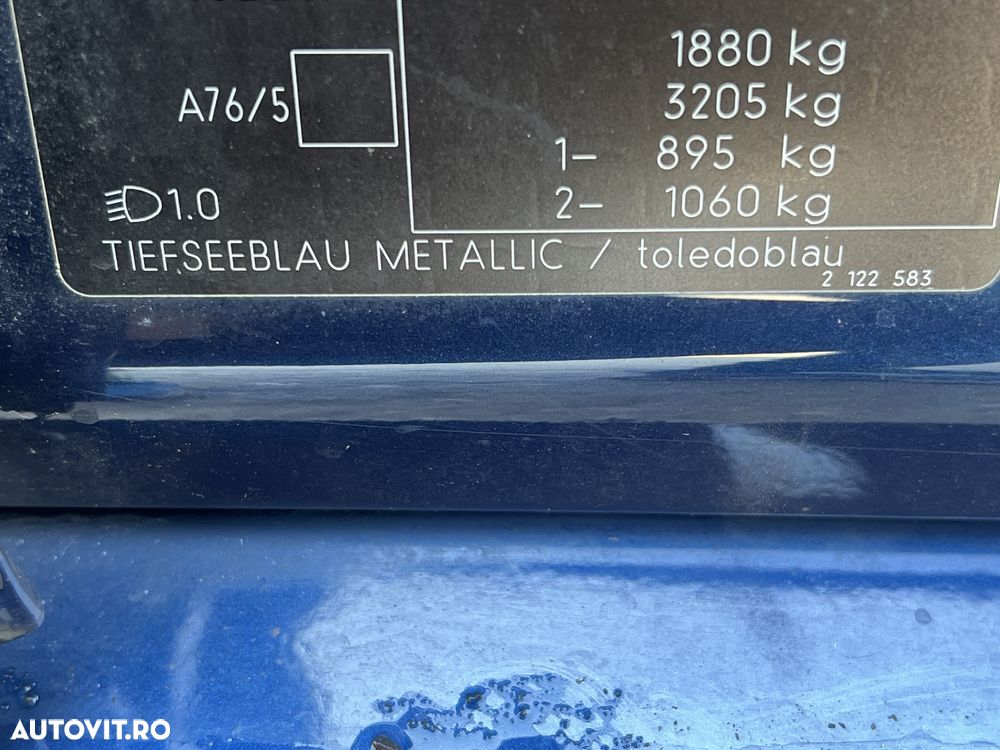 1880 kg
3205 kg
A76/5
1– 895 kg
2– 1060 kg
1.0
TIEFSEEBLAU METALLIC / toledoblau
2 122 583
AUTOVIT.RO